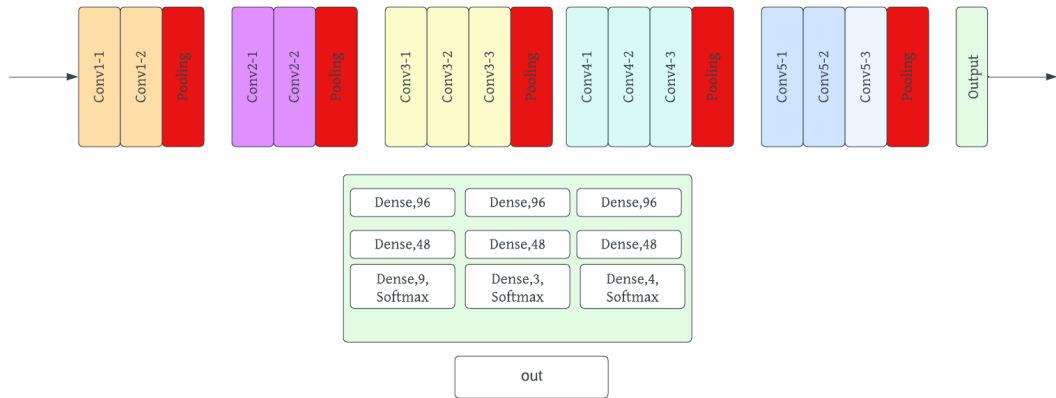 Conv1-1
Conv1-2
Pooling
Conv2-1
Conv2-2
Pooling
Conv3-1
Conv3-2
Conv3-3
Pooling
Conv4-1
Conv4-2
Conv4-3
Pooling
Conv5-1
Conv5-2
Conv5-3
Pooling
Output
Dense,96
Dense,96
Dense,96
Dense,48
Dense,48
Dense,48
Dense,9,
Softmax
Dense,3,
Softmax
Dense,4,
Softmax
out